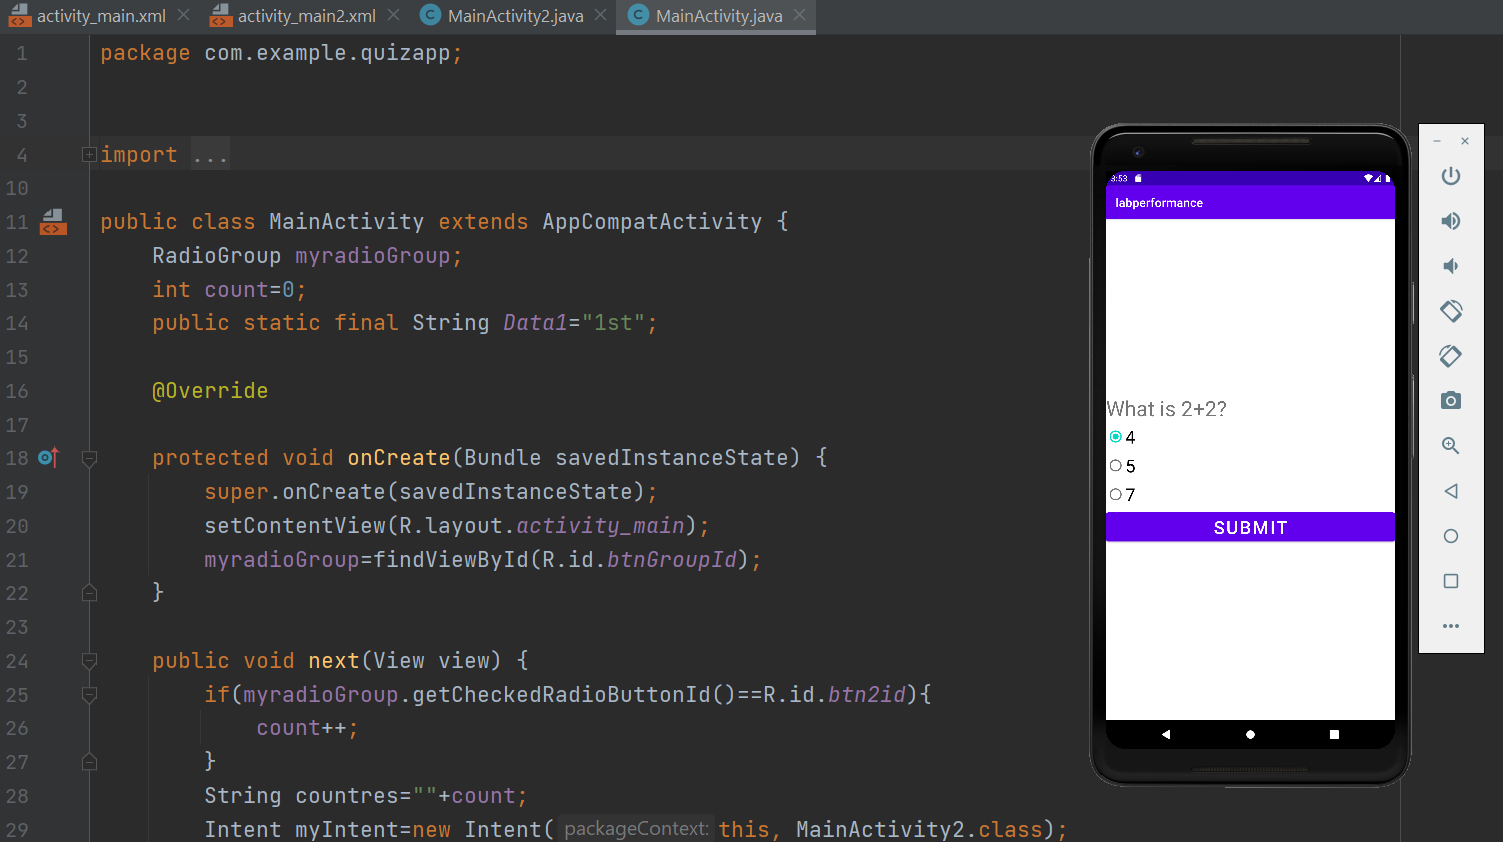 activity_main.xml × activity_main2.xml × MainActivity2.java × MainActivity.java ×
1 package com.example.quizapp;
2
3
4 import ...
10
11 public class MainActivity extends AppCompatActivity {
12 RadioGroup myradioGroup;
13 int count=0;
14 public static final String Data1="1st";
15
16 @Override
17
18 protected void onCreate(Bundle savedInstanceState) {
19 super.onCreate(savedInstanceState);
20 setContentView(R.layout.activity_main);
21 myradioGroup=findViewById(R.id.btnGroupId);
22 }
23
24 public void next(View view) {
25 if(myradioGroup.getCheckedRadioButtonId()==R.id.btn2id){
26 count++;
27 }
28 String countres=""+count;
29 Intent myIntent=new Intent( packageContext: this, MainActivity2.class);
3:53
labperformance
What is 2+2?
4
5
7
SUBMIT